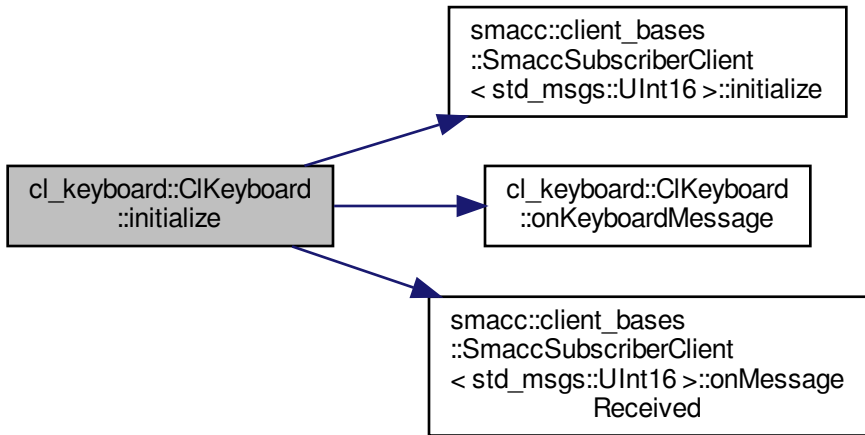 smacc::client_bases
::SmaccSubscriberClient
< std_msgs::UInt16 >::initialize
cl_keyboard::ClKeyboard
::initialize
cl_keyboard::ClKeyboard
::onKeyboardMessage
smacc::client_bases
::SmaccSubscriberClient
< std_msgs::UInt16 >::onMessage
Received